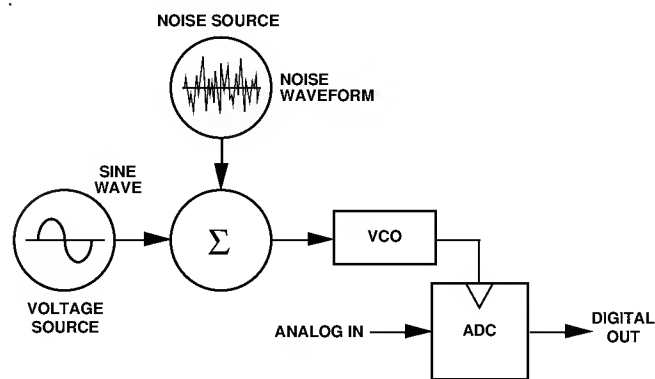 NOISE SOURCE
NOISE
WAVEFORM
SINE
WAVE
Σ
VCO
VOLTAGE
SOURCE
ANALOG IN
ADC
DIGITAL
OUT